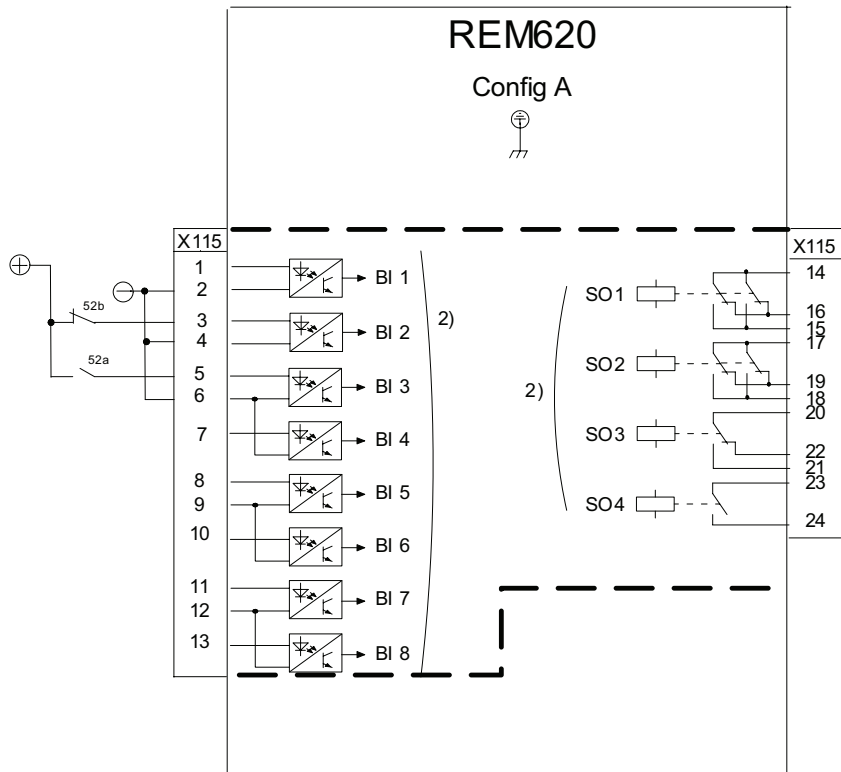 REM620
Config A
X115
1
2
3
4
5
6
7
8
9
10
11
12
13
52b
52a
BI 1
BI 2
BI 3
BI 4
BI 5
BI 6
BI 7
BI 8
2)
2)
SO1
SO2
SO3
SO4
X115
14
16
15
17
19
18
20
22
21
23
24